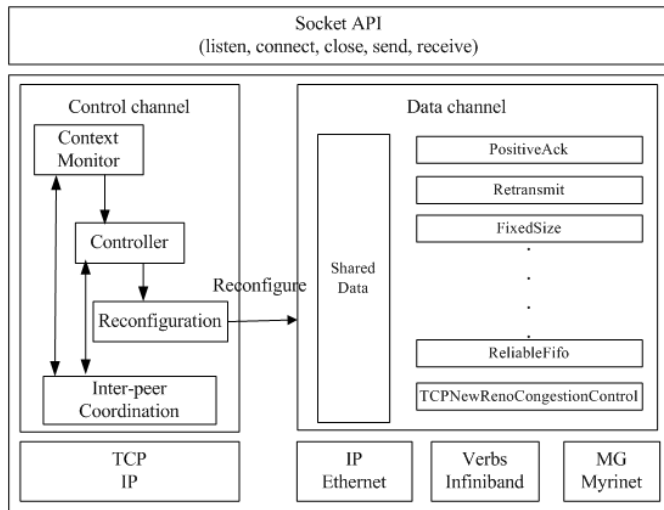 Socket API
(listen, connect, close, send, receive)
Control channel
Context
Monitor
Controller
Reconfiguration
Inter-peer
Coordination
Reconfigure
Data channel
Shared
Data
PositiveAck
Retransmit
FixedSize
ReliableFifo
TCPNewRenoCongestionControl
TCP
IP
IP
Ethernet
Verbs
Infiniband
MG
Myrinet